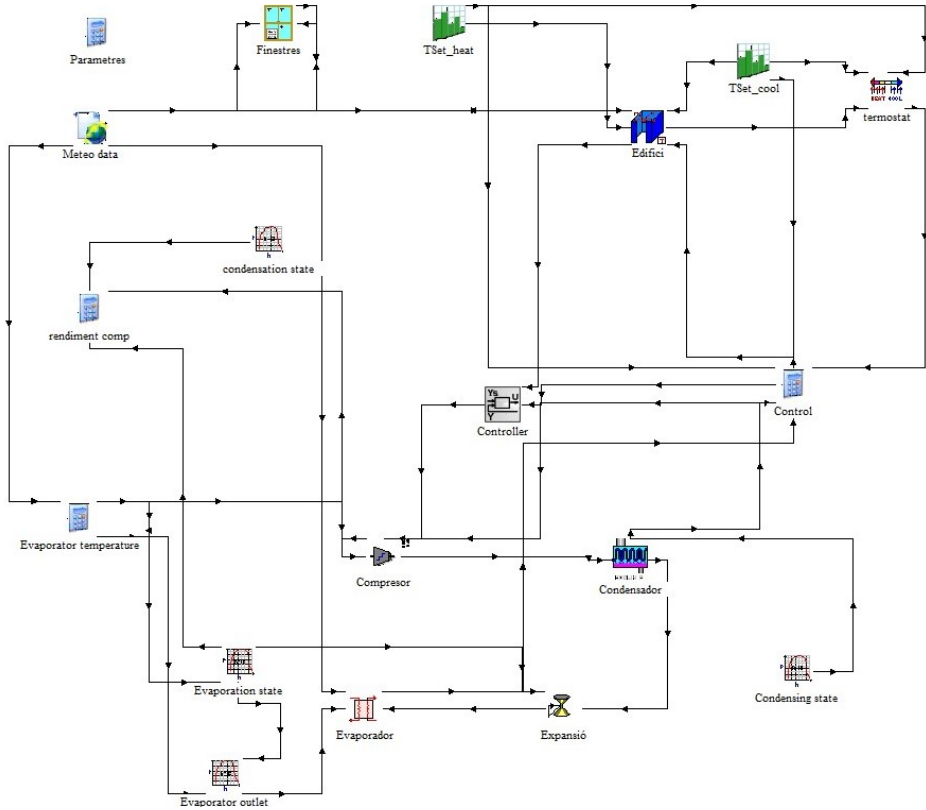 Parametres
Finestres
TSet_heat
TSet_cool
termostat
Meteo data
Edifici
condensation state
rendiment comp
Ys
U
Y
Controller
Control
Evaporator temperature
Compresor
Condensador
Evaporation state
Condensing state
Evaporador
Expansió
Evaporator outlet